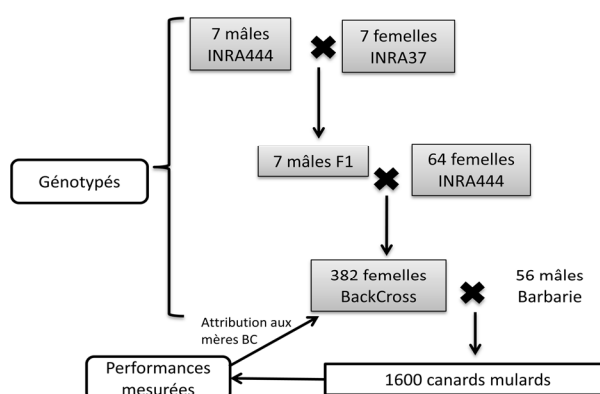 7 mâles
INRA444
7 femelles
INRA37
7 mâles F1
64 femelles
INRA444
Génotypés
382 femelles
BackCross
56 mâles
Barbarie
Attribution aux
mères BC
Performances
mesurées
1600 canards mulards